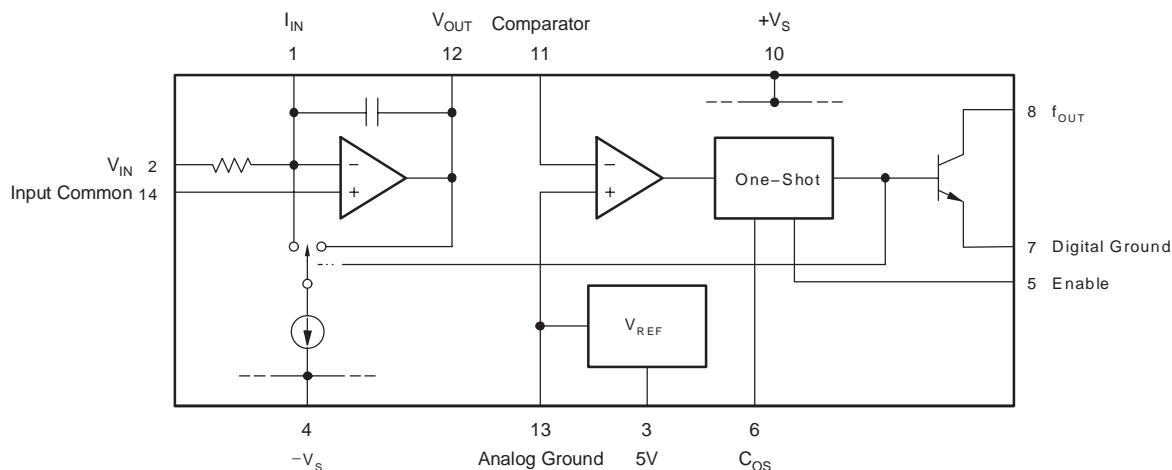 I_IN
V_OUT Comparator
+V_S
1
12
11
10
8 f_OUT
V_IN 2
Input Common 14
−
+
−
+
One-Shot
7 Digital Ground
5 Enable
V_REF
4
13
3
6
−V_S
Analog Ground
5V
C_OS